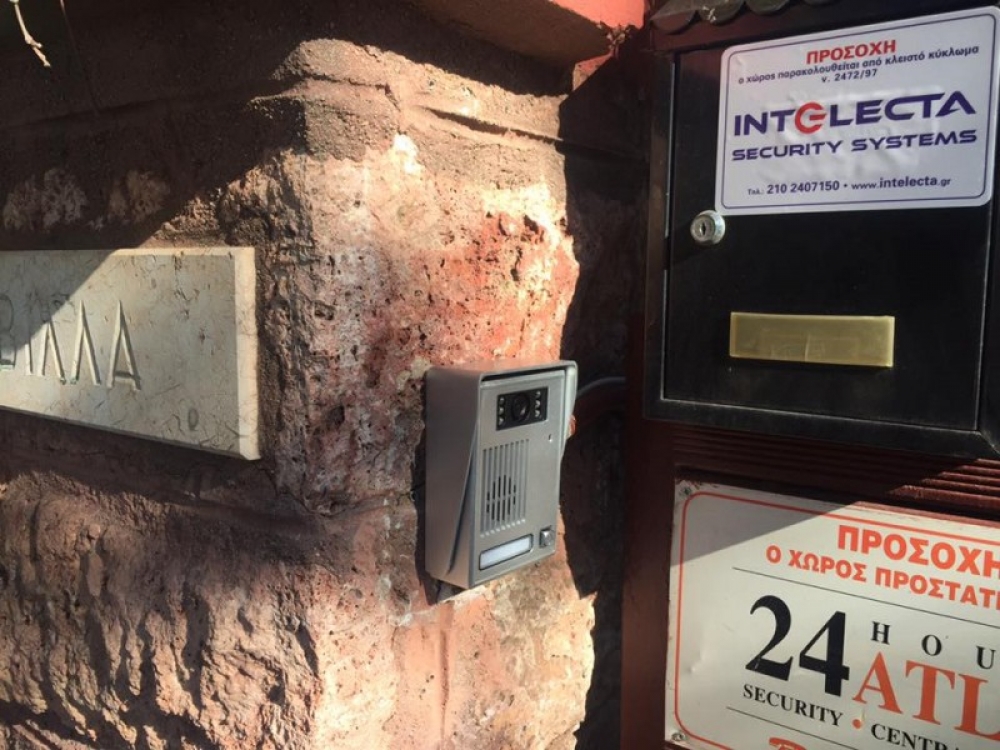 ΠΡΟΣΟΧΗ
ο χώρος παρακολουθείται από κλειστό κύκλωμα
ν. 2472/97
INTELECTA
SECURITY SYSTEMS
Τηλ.: 210 2407150 • www.intelecta.gr
ΒΙΛΛΑ
ΠΡΟΣΟΧΗ
Ο ΧΩΡΟΣ ΠΡΟΣΤΑΤ
24 HOU
ATL
SECURITY . CENTR